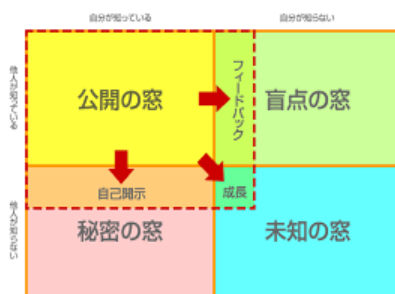 自分が知っている
自分が知らない
他人が知っている
公開の窓
フィードバック
盲点の窓
自己開示
成長
他人が知らない
秘密の窓
未知の窓